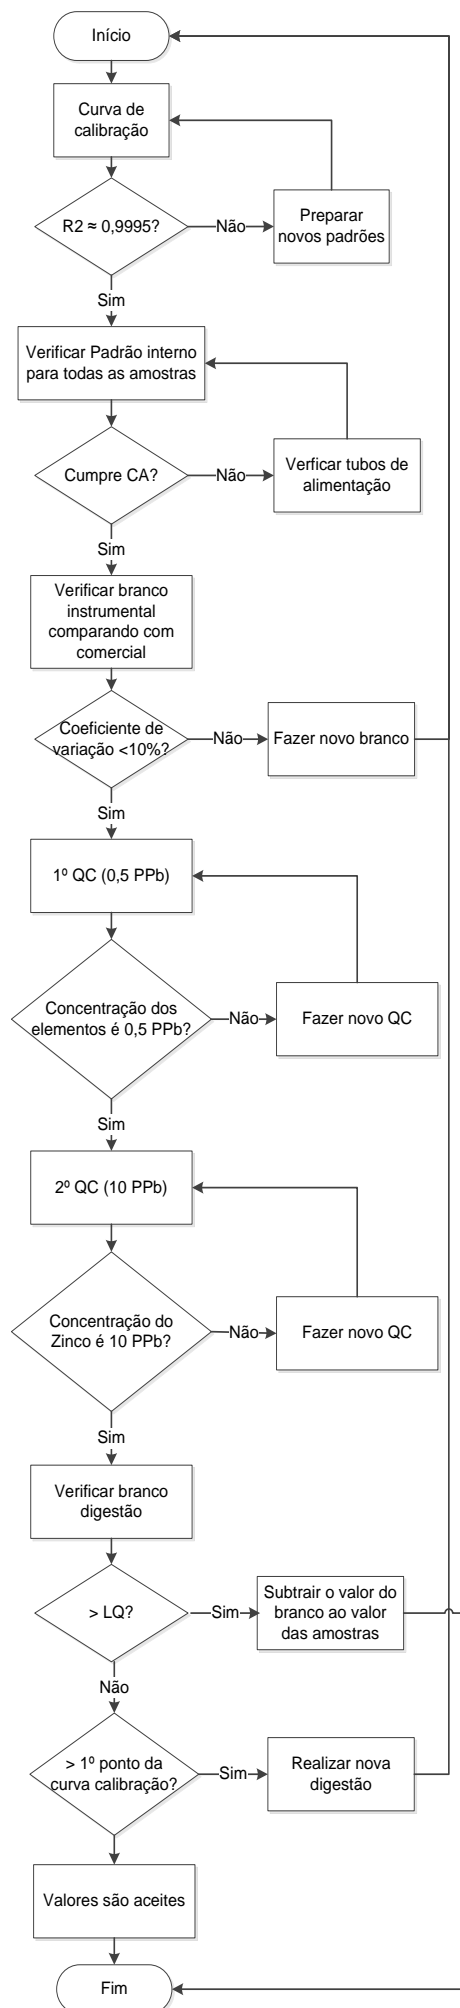 Início
Curva de
calibração
R2 ≈ 0,9995?
Não
Preparar
novos padrões
Sim
Verificar Padrão interno
para todas as amostras
Cumpre CA?
Não
Verficar tubos de
alimentação
Sim
Verificar branco
instrumental
comparando com
comercial
Coeficiente de
variação <10%?
Não
Fazer novo branco
Sim
1º QC (0,5 PPb)
Concentração dos
elementos é 0,5 PPb?
Não
Fazer novo QC
Sim
2º QC (10 PPb)
Concentração do
Zinco é 10 PPb?
Não
Fazer novo QC
Sim
Verificar branco
digestão
> LQ?
Sim
Subtrair o valor do
branco ao valor
das amostras
Não
> 1º ponto da
curva calibração?
Sim
Realizar nova
digestão
Valores são aceites
Fim